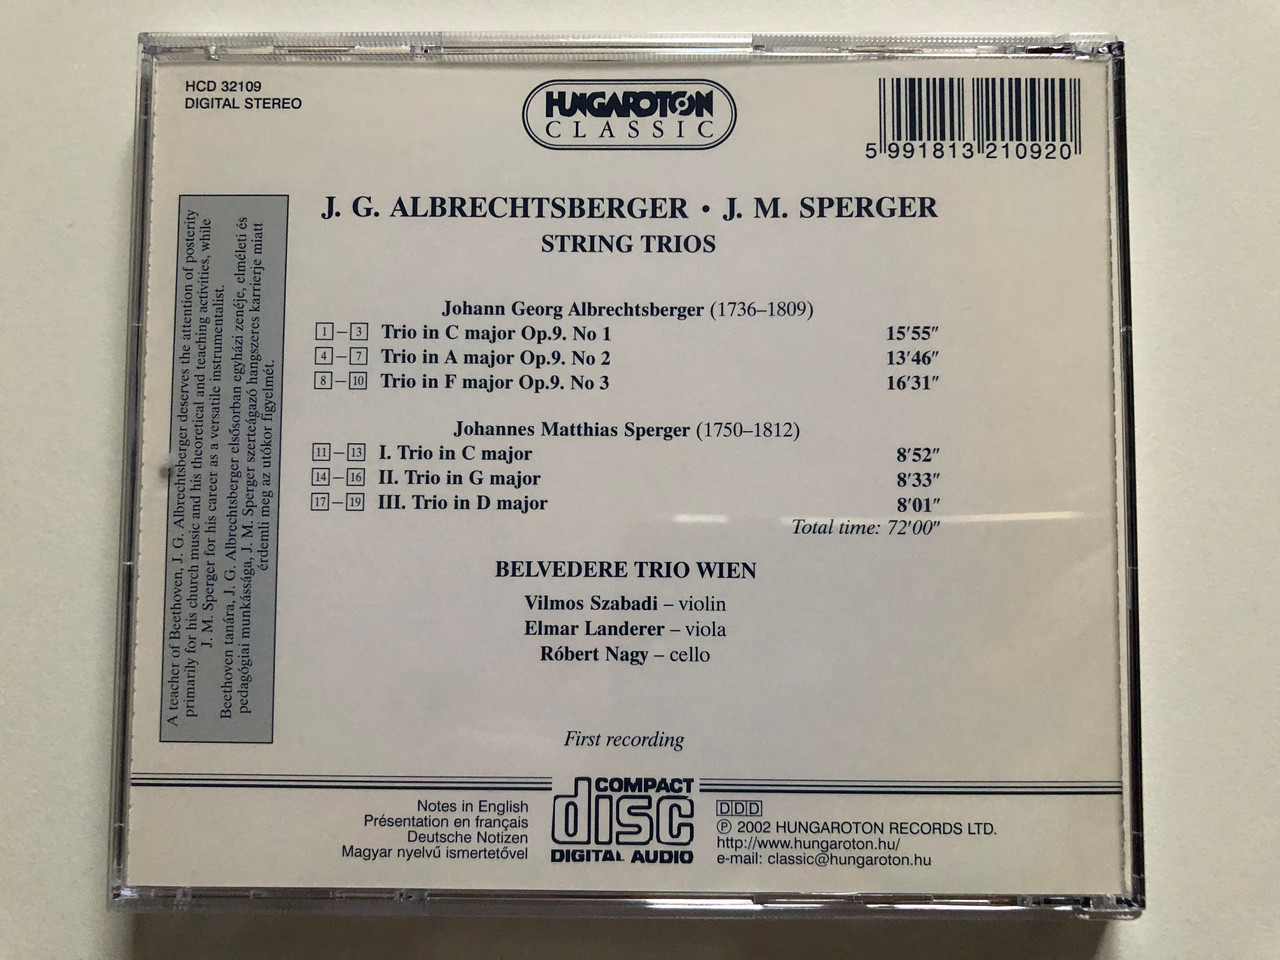 HCD 32109
DIGITAL STEREO
HUNGAROTON
CLASSIC
5 991813 210920
J. G. ALBRECHTSBERGER • J. M. SPERGER
STRING TRIOS
Johann Georg Albrechtsberger (1736–1809)
1 – 3 Trio in C major Op.9. No 1 15′55″
4 – 7 Trio in A major Op.9. No 2 13′46″
8 – 10 Trio in F major Op.9. No 3 16′31″
Johannes Matthias Sperger (1750–1812)
11 – 13 I. Trio in C major 8′52″
14 – 16 II. Trio in G major 8′33″
17 – 19 III. Trio in D major 8′01″
Total time: 72′00″
BELVEDERE TRIO WIEN
Vilmos Szabadi – violin
Elmar Landerer – viola
Róbert Nagy – cello
First recording
A teacher of Beethoven, J. G. Albrechtsberger deserves the attention of posterity
primarily for his church music and his theoretical and teaching activities, while
J. M. Sperger for his career as a versatile instrumentalist.
Beethoven tanára, J. G. Albrechtsberger elsősorban egyházi zenéje, elméleti és
pedagógiai munkássága, J. M. Sperger szerteágazó hangszeres karrierje miatt
érdemli meg az utókor figyelmét.
Notes in English
Présentation en français
Deutsche Notizen
Magyar nyelvű ismertetővel
COMPACT
disc
DIGITAL AUDIO
DDD
℗ 2002 HUNGAROTON RECORDS LTD.
http://www.hungaroton.hu/
e-mail: classic@hungaroton.hu